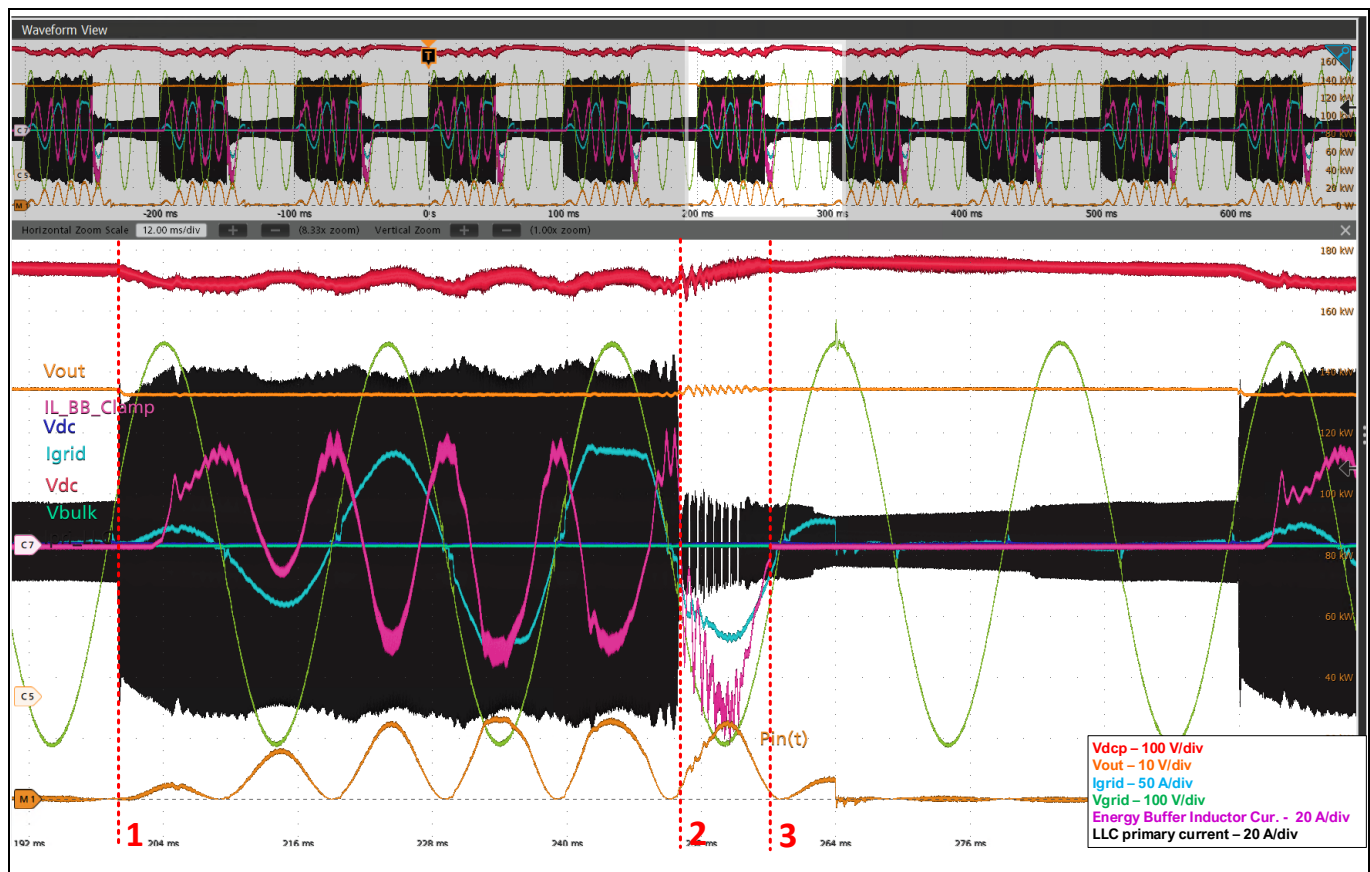 Waveform View
T
160
140 kW
120 kW
100 kW
C 7
80 kW
60 kW
C 5
40 kW
20 kW
M 1
0 W
-200 ms -100 ms 0 s 100 ms 200 ms 300 ms 400 ms 500 ms 600 ms
Horizontal Zoom Scale 12.00 ms/div + - (8.33x zoom) Vertical Zoom + - (1.00x zoom)
180 kW
160 kW
Vout
IL_BB_Clamp
Vdc
120 kW
Igrid
Vdc
100 kW
Vbulk
C7
80 kW
60 kW
C5
40 kW
Pin(t)
Vdcp – 100 V/div
Vout – 10 V/div
Igrid – 50 A/div
Vgrid – 100 V/div
Energy Buffer Inductor Cur. - 20 A/div
LLC primary current – 20 A/div
M1
1 2 3
192 ms 204 ms 216 ms 228 ms 240 ms 264 ms 276 ms